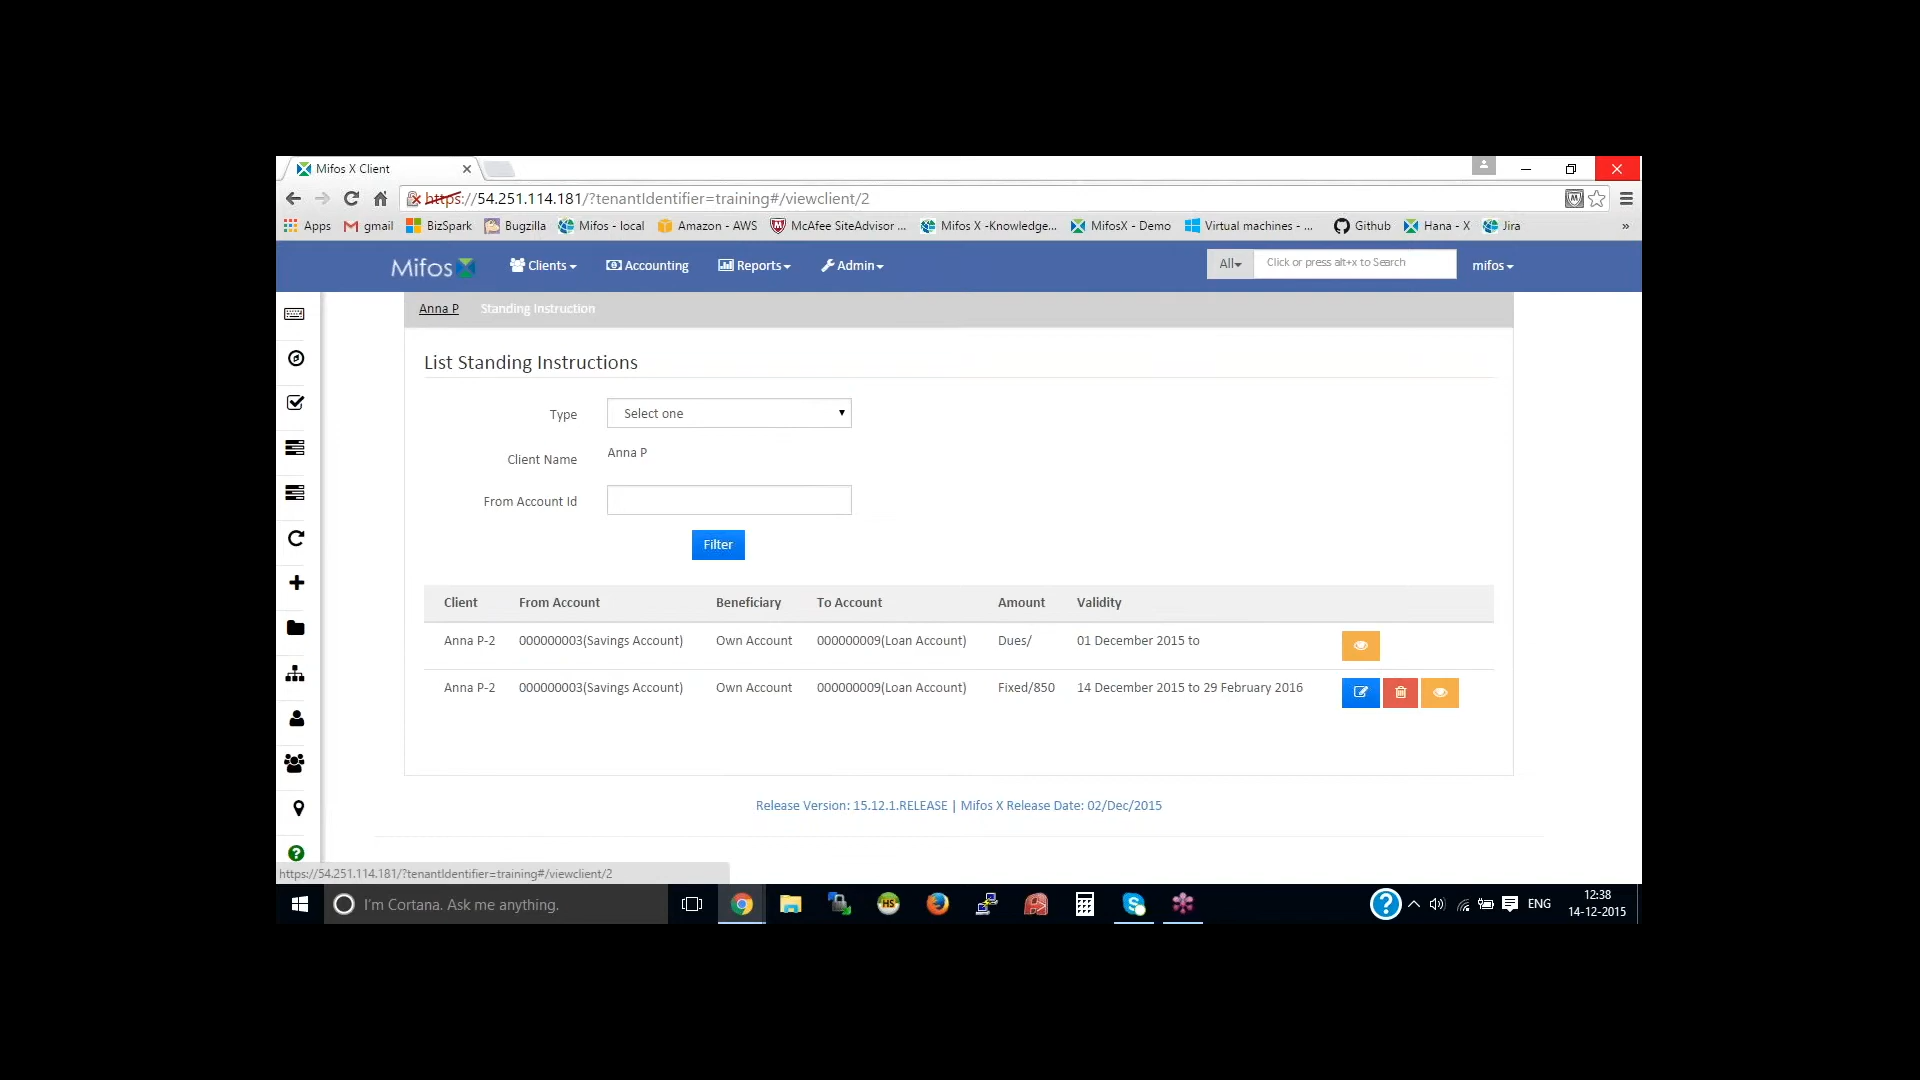 Mifos X Client
https://54.251.114.181/?tenantIdentifier=training#/viewclient/2
Apps gmail BizSpark Bugzilla Mifos - local Amazon - AWS McAfee SiteAdvisor ... Mifos X -Knowledge... MifosX - Demo Virtual machines - ... Github Hana - X Jira »
Mifos Clients Accounting Reports Admin All Click or press alt+x to Search mifos
Anna P Standing Instruction
List Standing Instructions
Type Select one
Client Name Anna P
From Account Id
Filter
Client From Account Beneficiary To Account Amount Validity
Anna P-2 000000003(Savings Account) Own Account 000000009(Loan Account) Dues/ 01 December 2015 to
Anna P-2 000000003(Savings Account) Own Account 000000009(Loan Account) Fixed/850 14 December 2015 to 29 February 2016
Release Version: 15.12.1.RELEASE | Mifos X Release Date: 02/Dec/2015
https://54.251.114.181/?tenantIdentifier=training#/viewclient/2
I'm Cortana. Ask me anything. HS ? ENG 12:38
14-12-2015